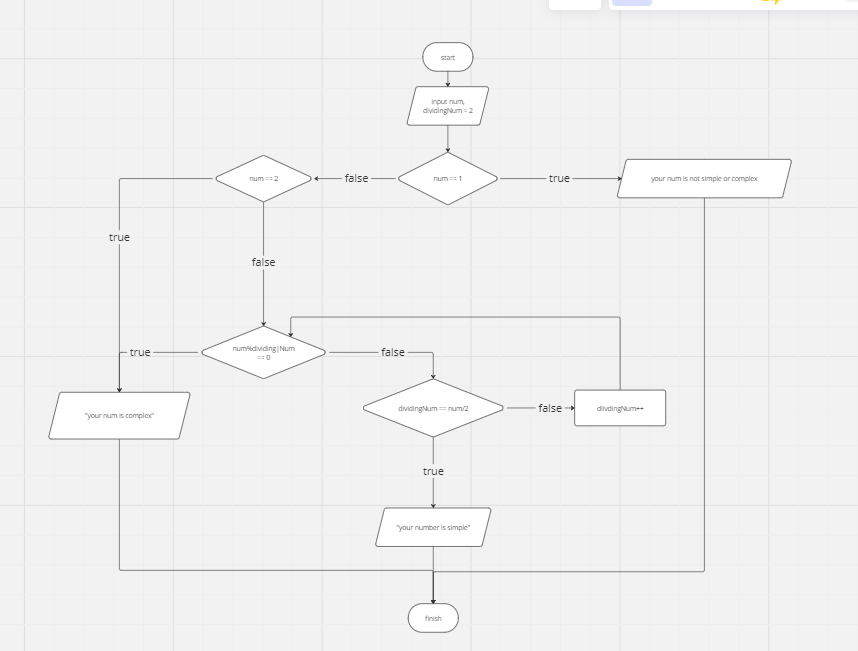 start
input num,
dividingNum = 2
num == 2
false
num == 1
true
your num is not simple or complex
true
false
num%dividing|Num
== 0
true
false
dividingNum == num/2
false
diivdingNum++
"your num is complex"
true
"your number is simple"
finish